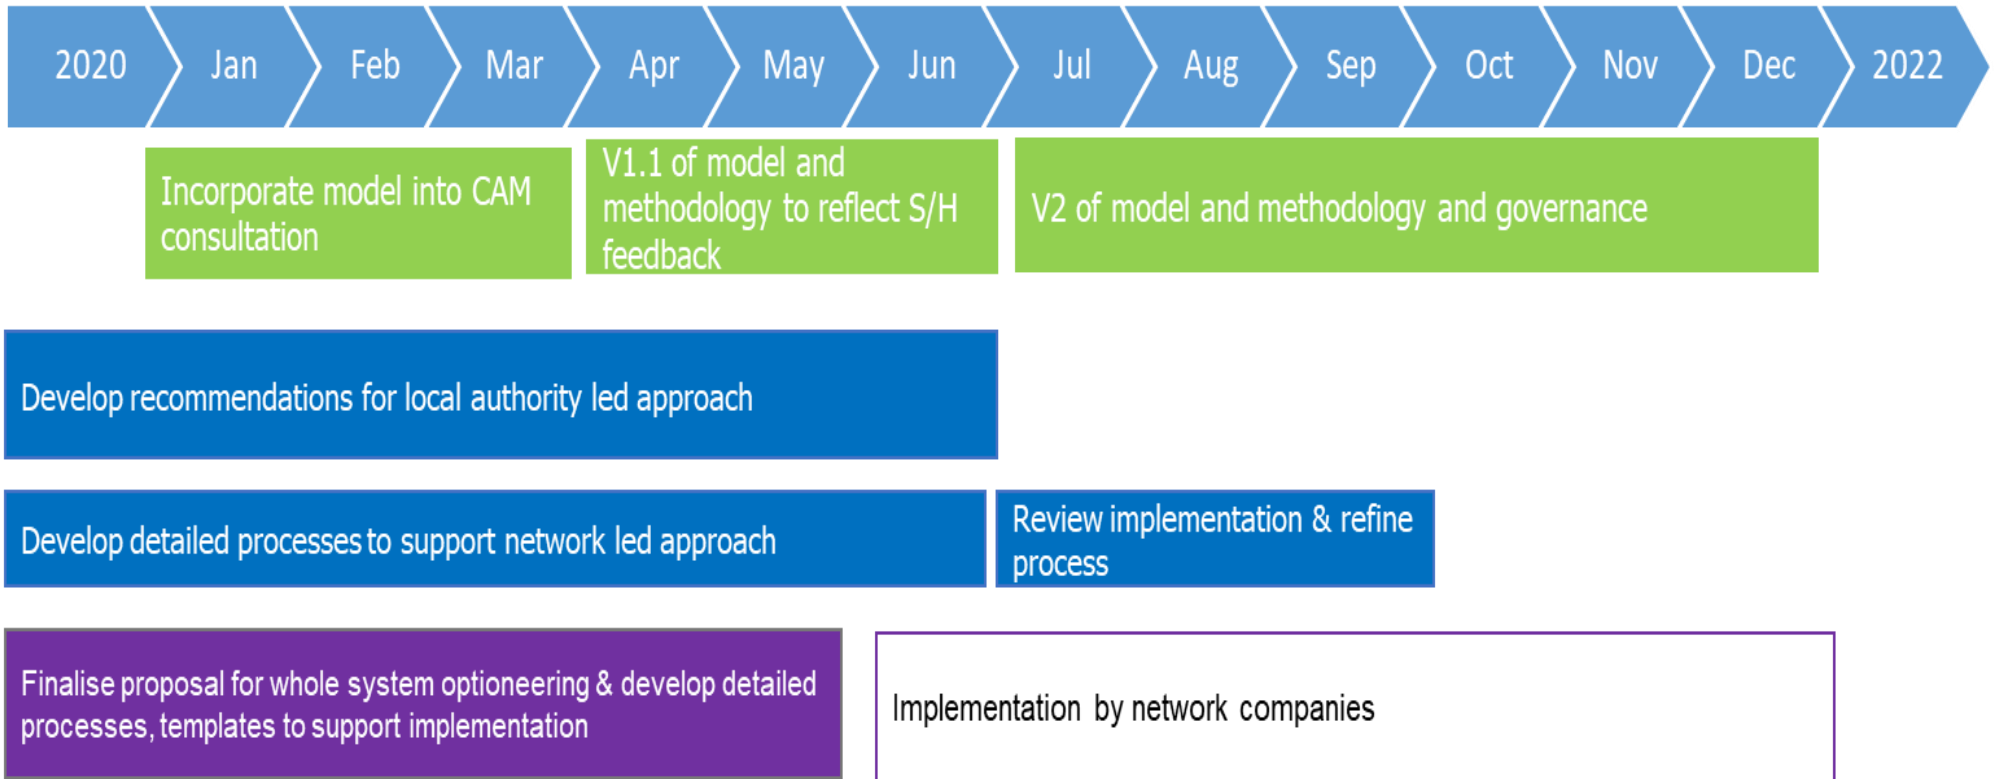 2020 Jan Feb Mar Apr May Jun Jul Aug Sep Oct Nov Dec 2022
Incorporate model into CAM
consultation
V1.1 of model and
methodology to reflect S/H
feedback
V2 of model and methodology and governance
Develop recommendations for local authority led approach
Develop detailed processes to support network led approach
Review implementation & refine
process
Finalise proposal for whole system optioneering & develop detailed
processes, templates to support implementation
Implementation by network companies